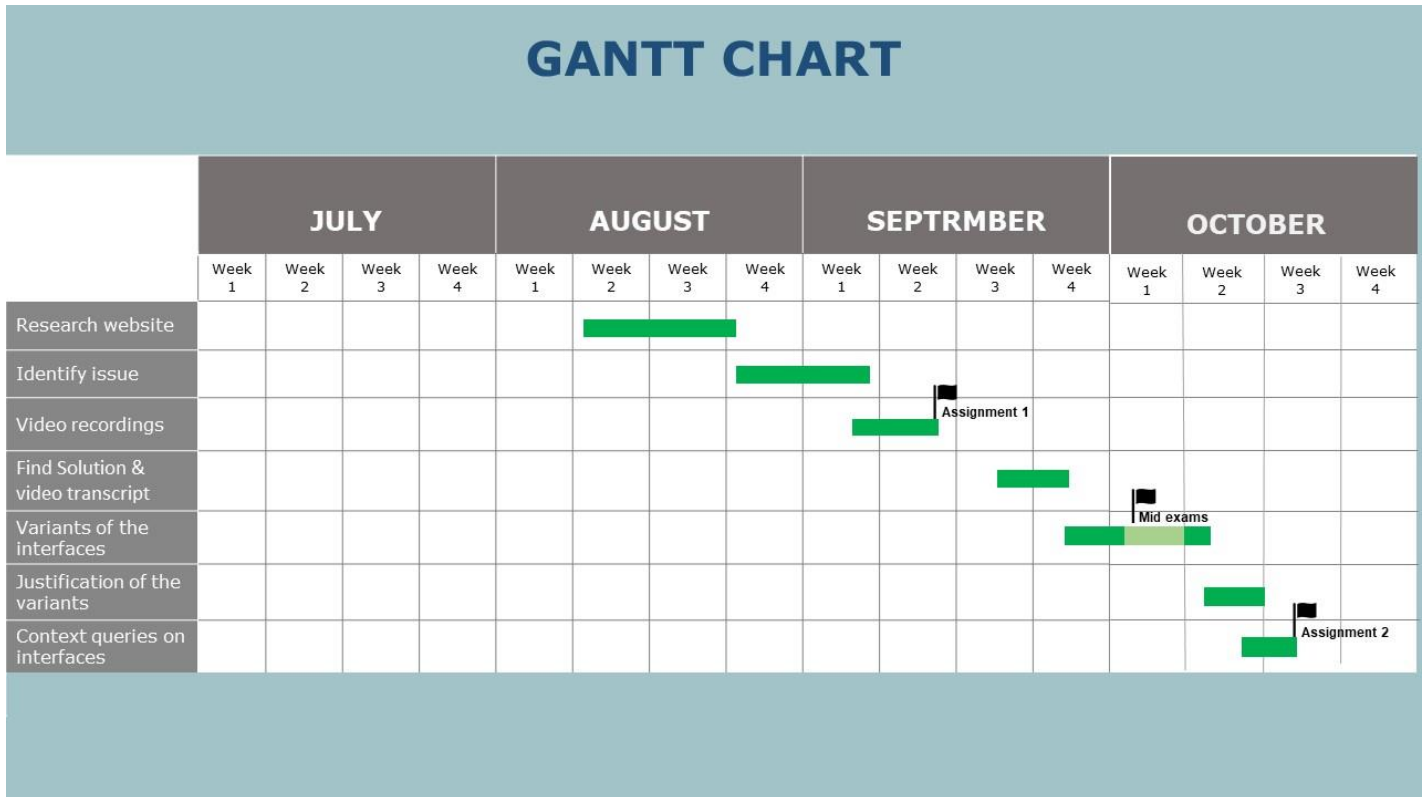 GANTT CHART
JULY AUGUST SEPTRMBER OCTOBER
Week Week Week Week Week Week Week Week Week Week Week Week Week Week Week Week
1 2 3 4 1 2 3 4 1 2 3 4 1 2 3 4
Research website
Identify issue
Video recordings
Assignment 1
Find Solution &
video transcript
Mid exams
Variants of the
interfaces
Justification of the
variants
Context queries on
interfaces
Assignment 2